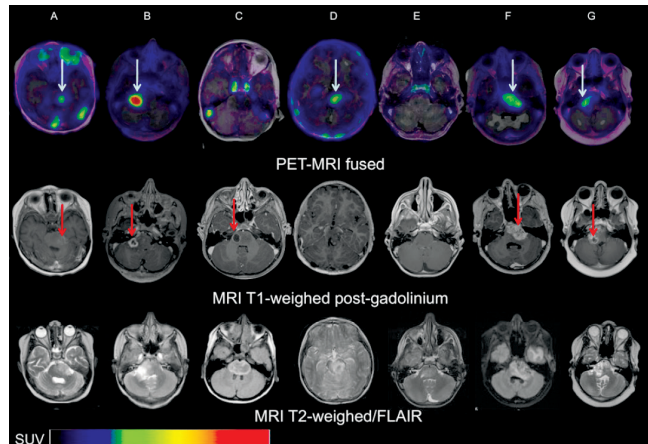 A B C D E F G
PET-MRI fused
MRI T1-weighed post-gadolinium
MRI T2-weighed/FLAIR
SUV